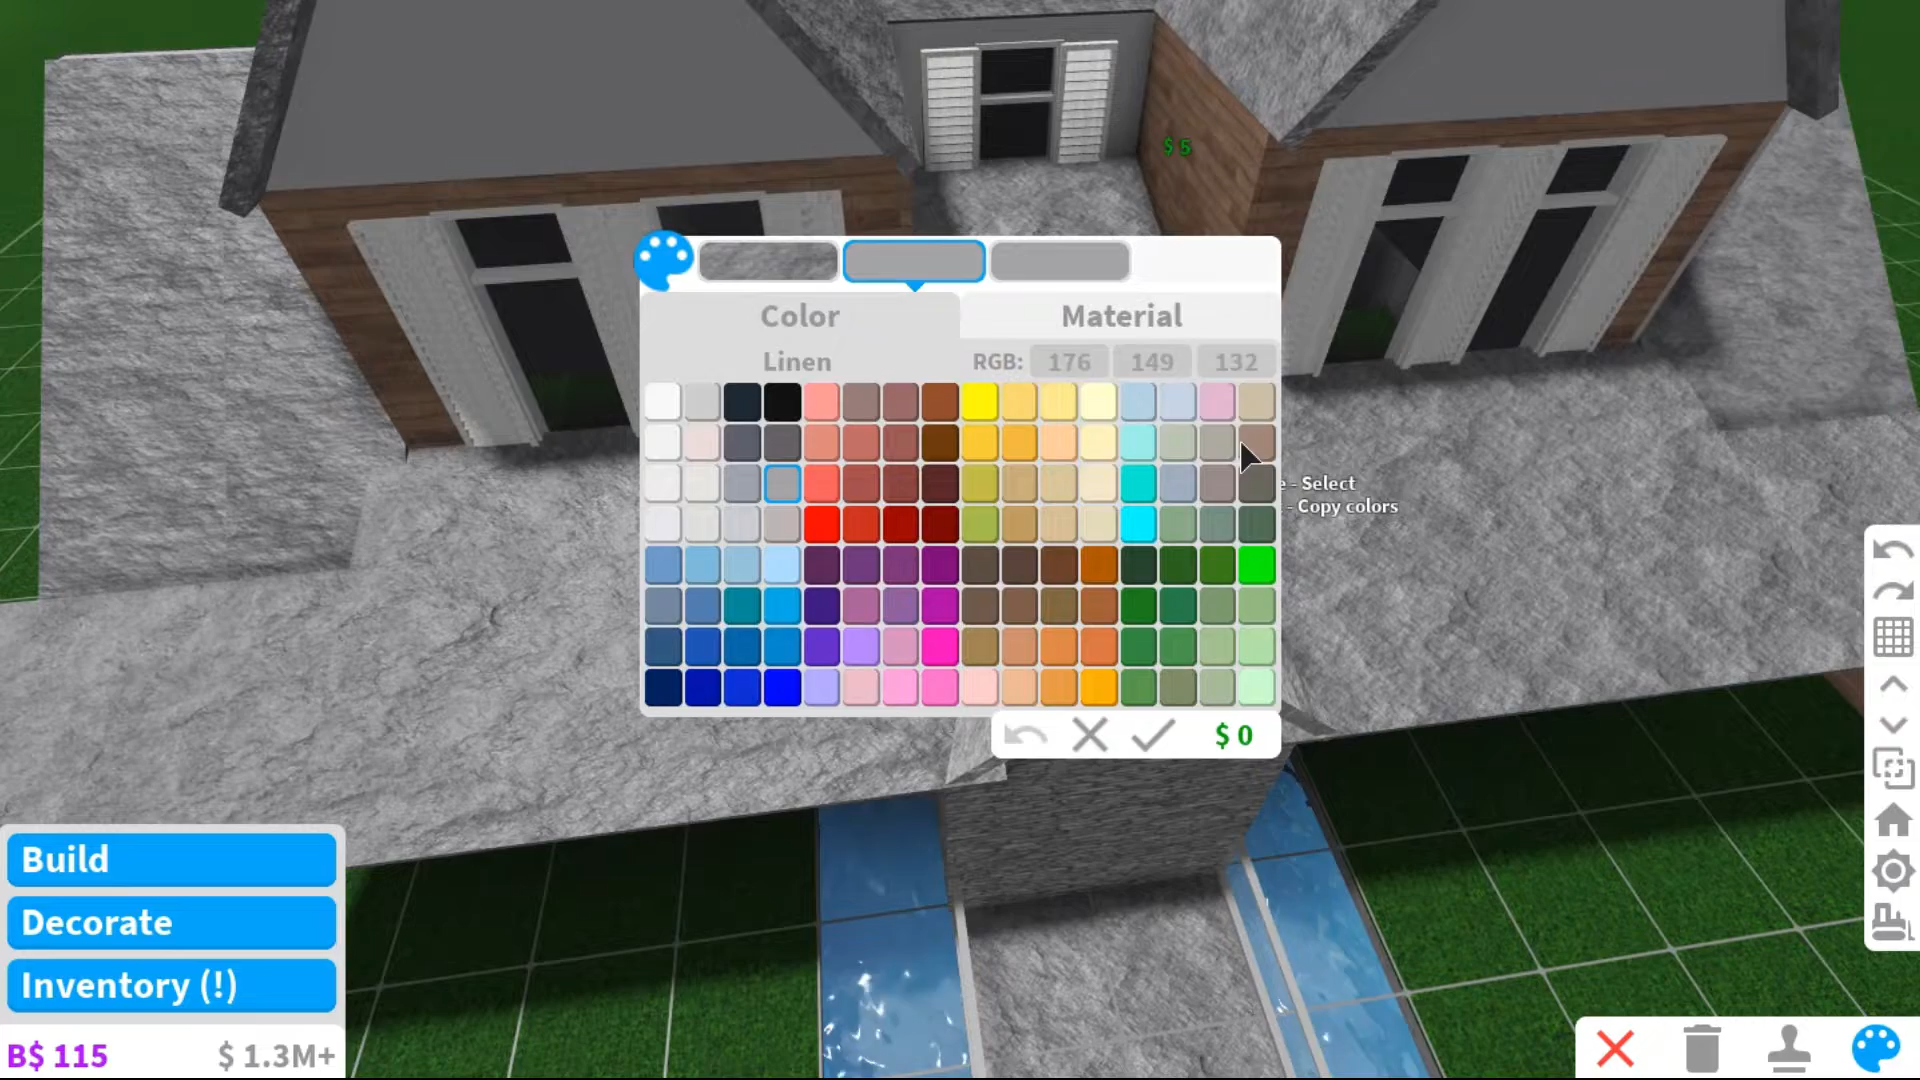 $ 5
Color
Material
Linen
RGB: 176 149 132
e - Select
- Copy colors
$ 0
Build
Decorate
Inventory (!)
B$ 115
$ 1.3M+